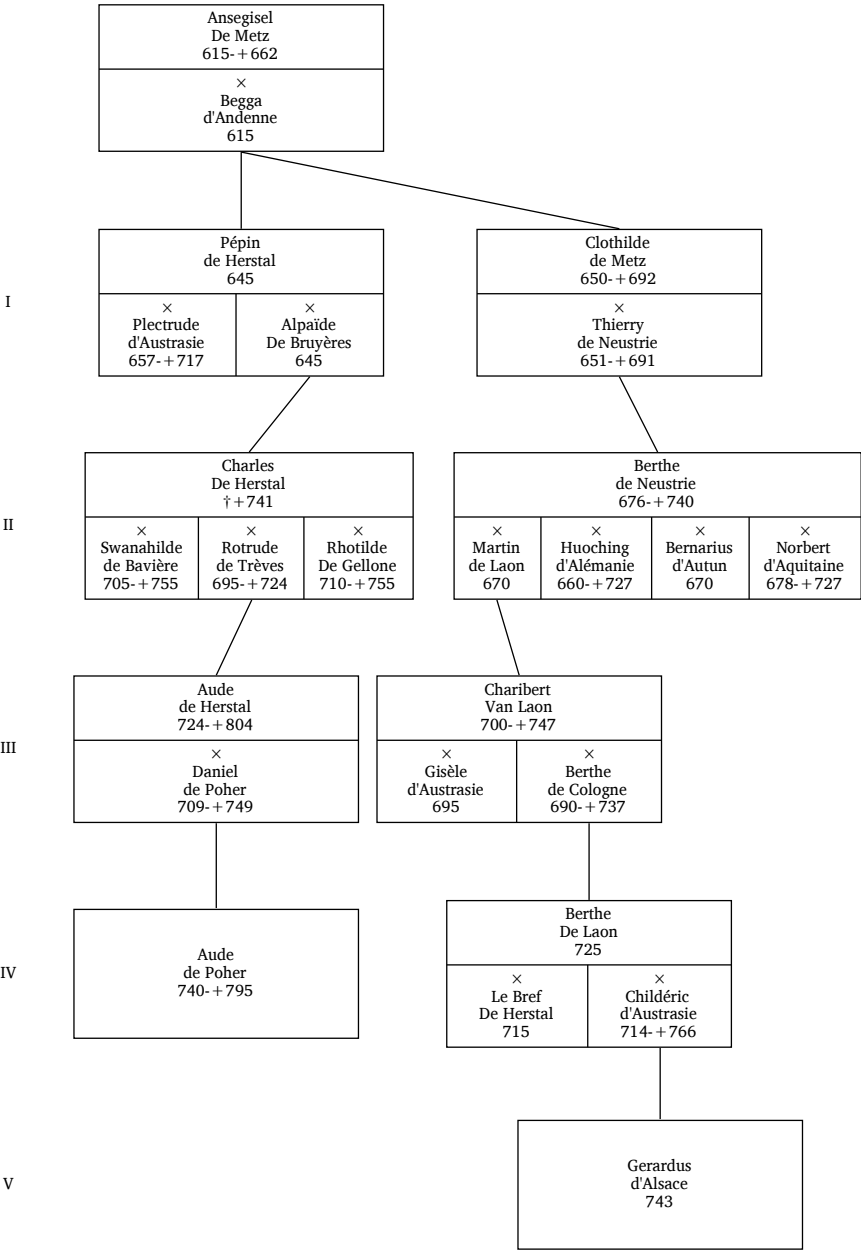 Ansegisel
De Metz
615-+662
×
Begga
d'Andenne
615
I
Pépin
de Herstal
645
×
Plectrude
d'Austrasie
657-+717
×
Alpaïde
De Bruyères
645
Clothilde
de Metz
650-+692
×
Thierry
de Neustrie
651-+691
II
Charles
De Herstal
†+741
×
Swanahilde
de Bavière
705-+755
×
Rotrude
de Trèves
695-+724
×
Rhotilde
De Gellone
710-+755
Berthe
de Neustrie
676-+740
×
Martin
de Laon
670
×
Huoching
d'Alémanie
660-+727
×
Bernarius
d'Autun
670
×
Norbert
d'Aquitaine
678-+727
III
Aude
de Herstal
724-+804
×
Daniel
de Poher
709-+749
Charibert
Van Laon
700-+747
×
Gisèle
d'Austrasie
695
×
Berthe
de Cologne
690-+737
IV
Aude
de Poher
740-+795
Berthe
De Laon
725
×
Le Bref
De Herstal
715
×
Childéric
d'Austrasie
714-+766
V
Gerardus
d'Alsace
743